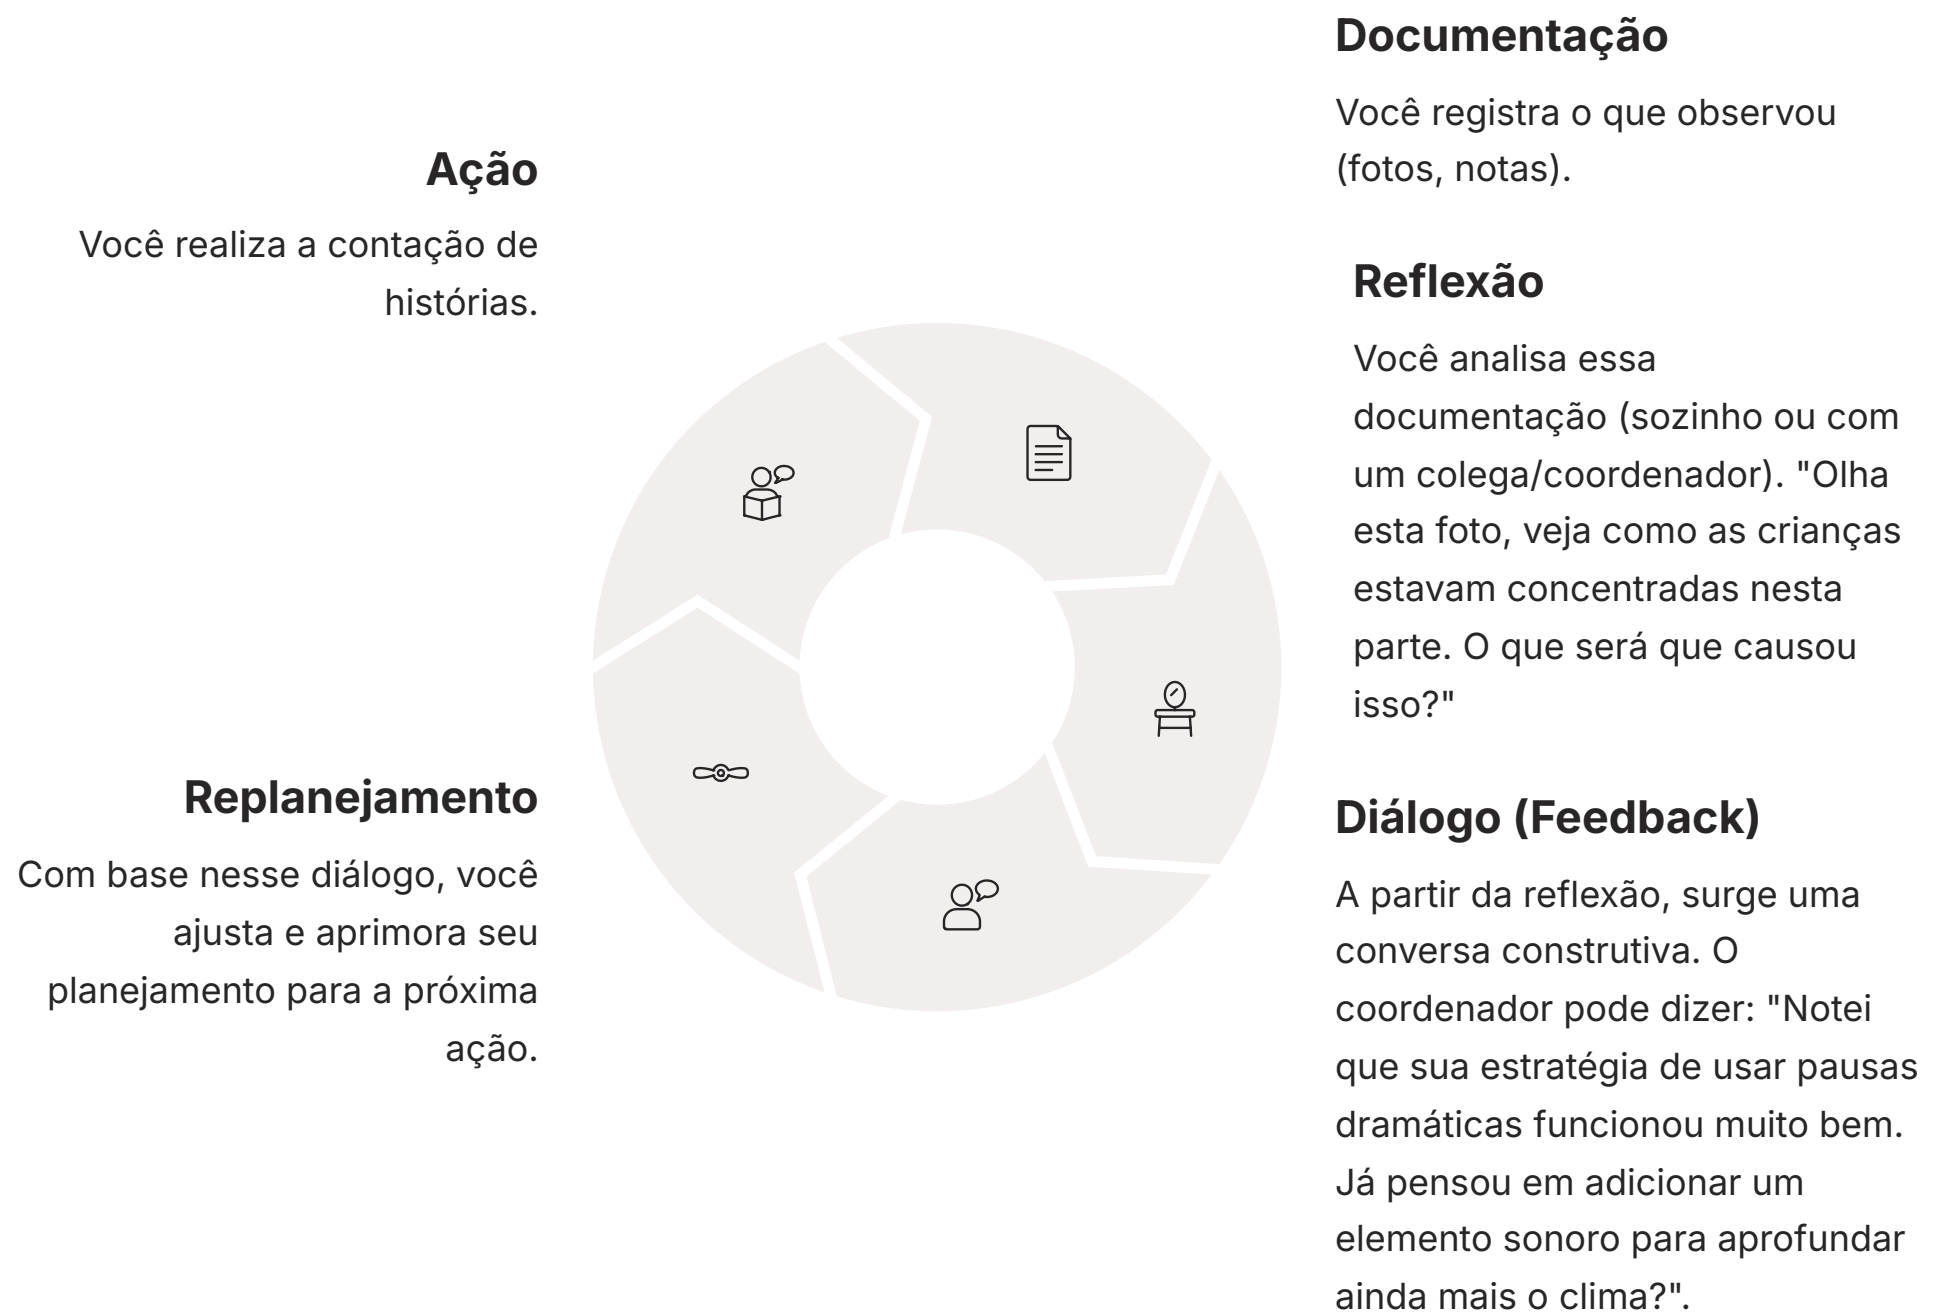 Documentação
Você registra o que observou
(fotos, notas).
Ação
Você realiza a contação de
histórias.
Reflexão
Você analisa essa
documentação (sozinho ou com
um colega/coordenador). "Olha
esta foto, veja como as crianças
estavam concentradas nesta
parte. O que será que causou
isso?"
Replanejamento
Com base nesse diálogo, você
ajusta e aprimora seu
planejamento para a próxima
ação.
Diálogo (Feedback)
A partir da reflexão, surge uma
conversa construtiva. O
coordenador pode dizer: "Notei
que sua estratégia de usar pausas
dramáticas funcionou muito bem.
Já pensou em adicionar um
elemento sonoro para aprofundar
ainda mais o clima?".